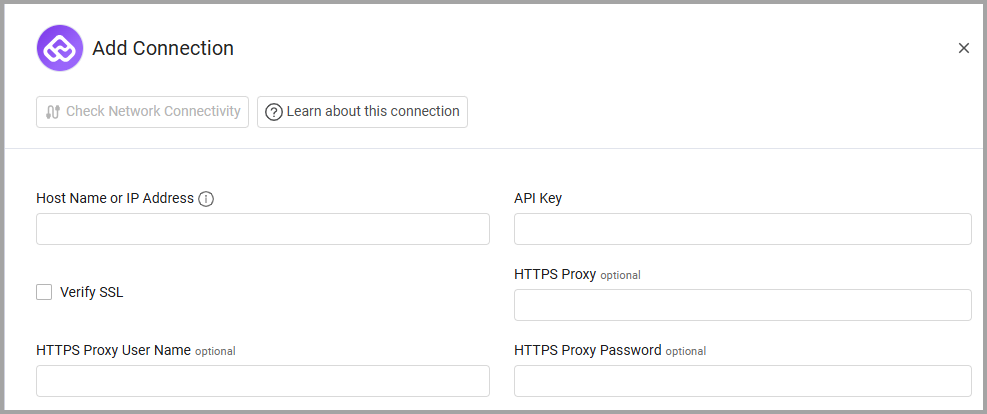 Add Connection
Check Network Connectivity
Learn about this connection
Host Name or IP Address
API Key
Verify SSL
HTTPS Proxy optional
HTTPS Proxy User Name optional
HTTPS Proxy Password optional